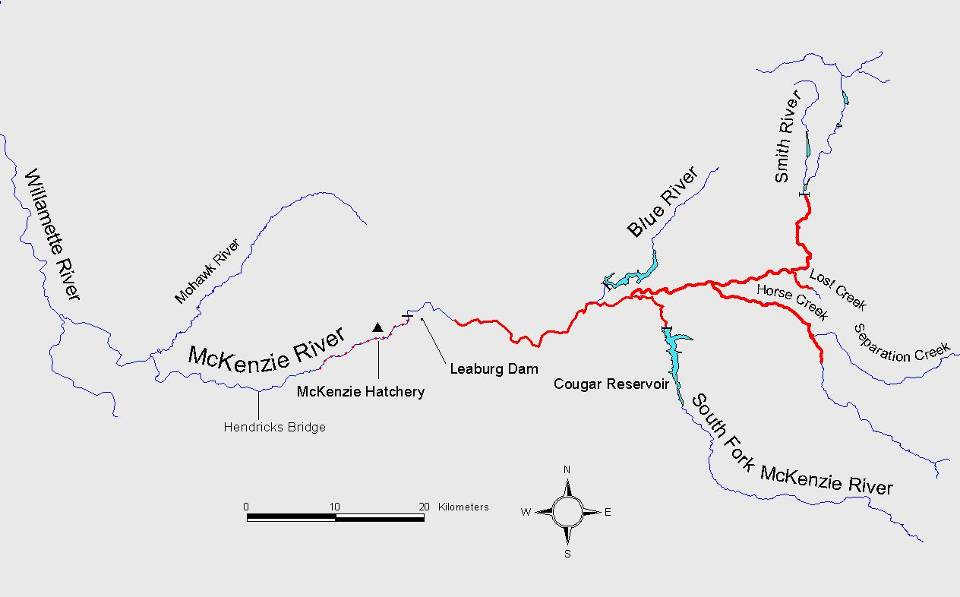 Smith River
Blue River
Willamette River
Mohawk River
Lost Creek
Horse Creek
Separation Creek
McKenzie River
Leaburg Dam
McKenzie Hatchery
Cougar Reservoir
Hendricks Bridge
South Fork McKenzie River
0 10 20 Kilometers
N
W E
S